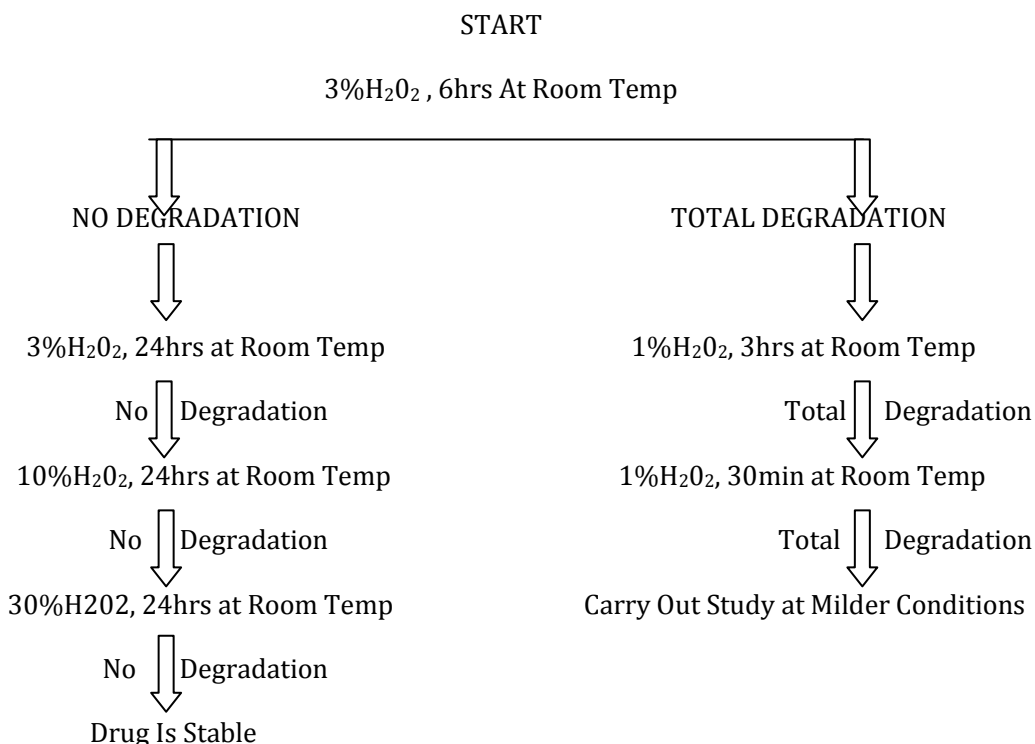 START
3%H₂0₂ , 6hrs At Room Temp
NO DEGRADATION
TOTAL DEGRADATION
3%H₂0₂, 24hrs at Room Temp
1%H₂0₂, 3hrs at Room Temp
No Degradation
Total Degradation
10%H₂0₂, 24hrs at Room Temp
1%H₂0₂, 30min at Room Temp
No Degradation
Total Degradation
30%H202, 24hrs at Room Temp
Carry Out Study at Milder Conditions
No Degradation
Drug Is Stable